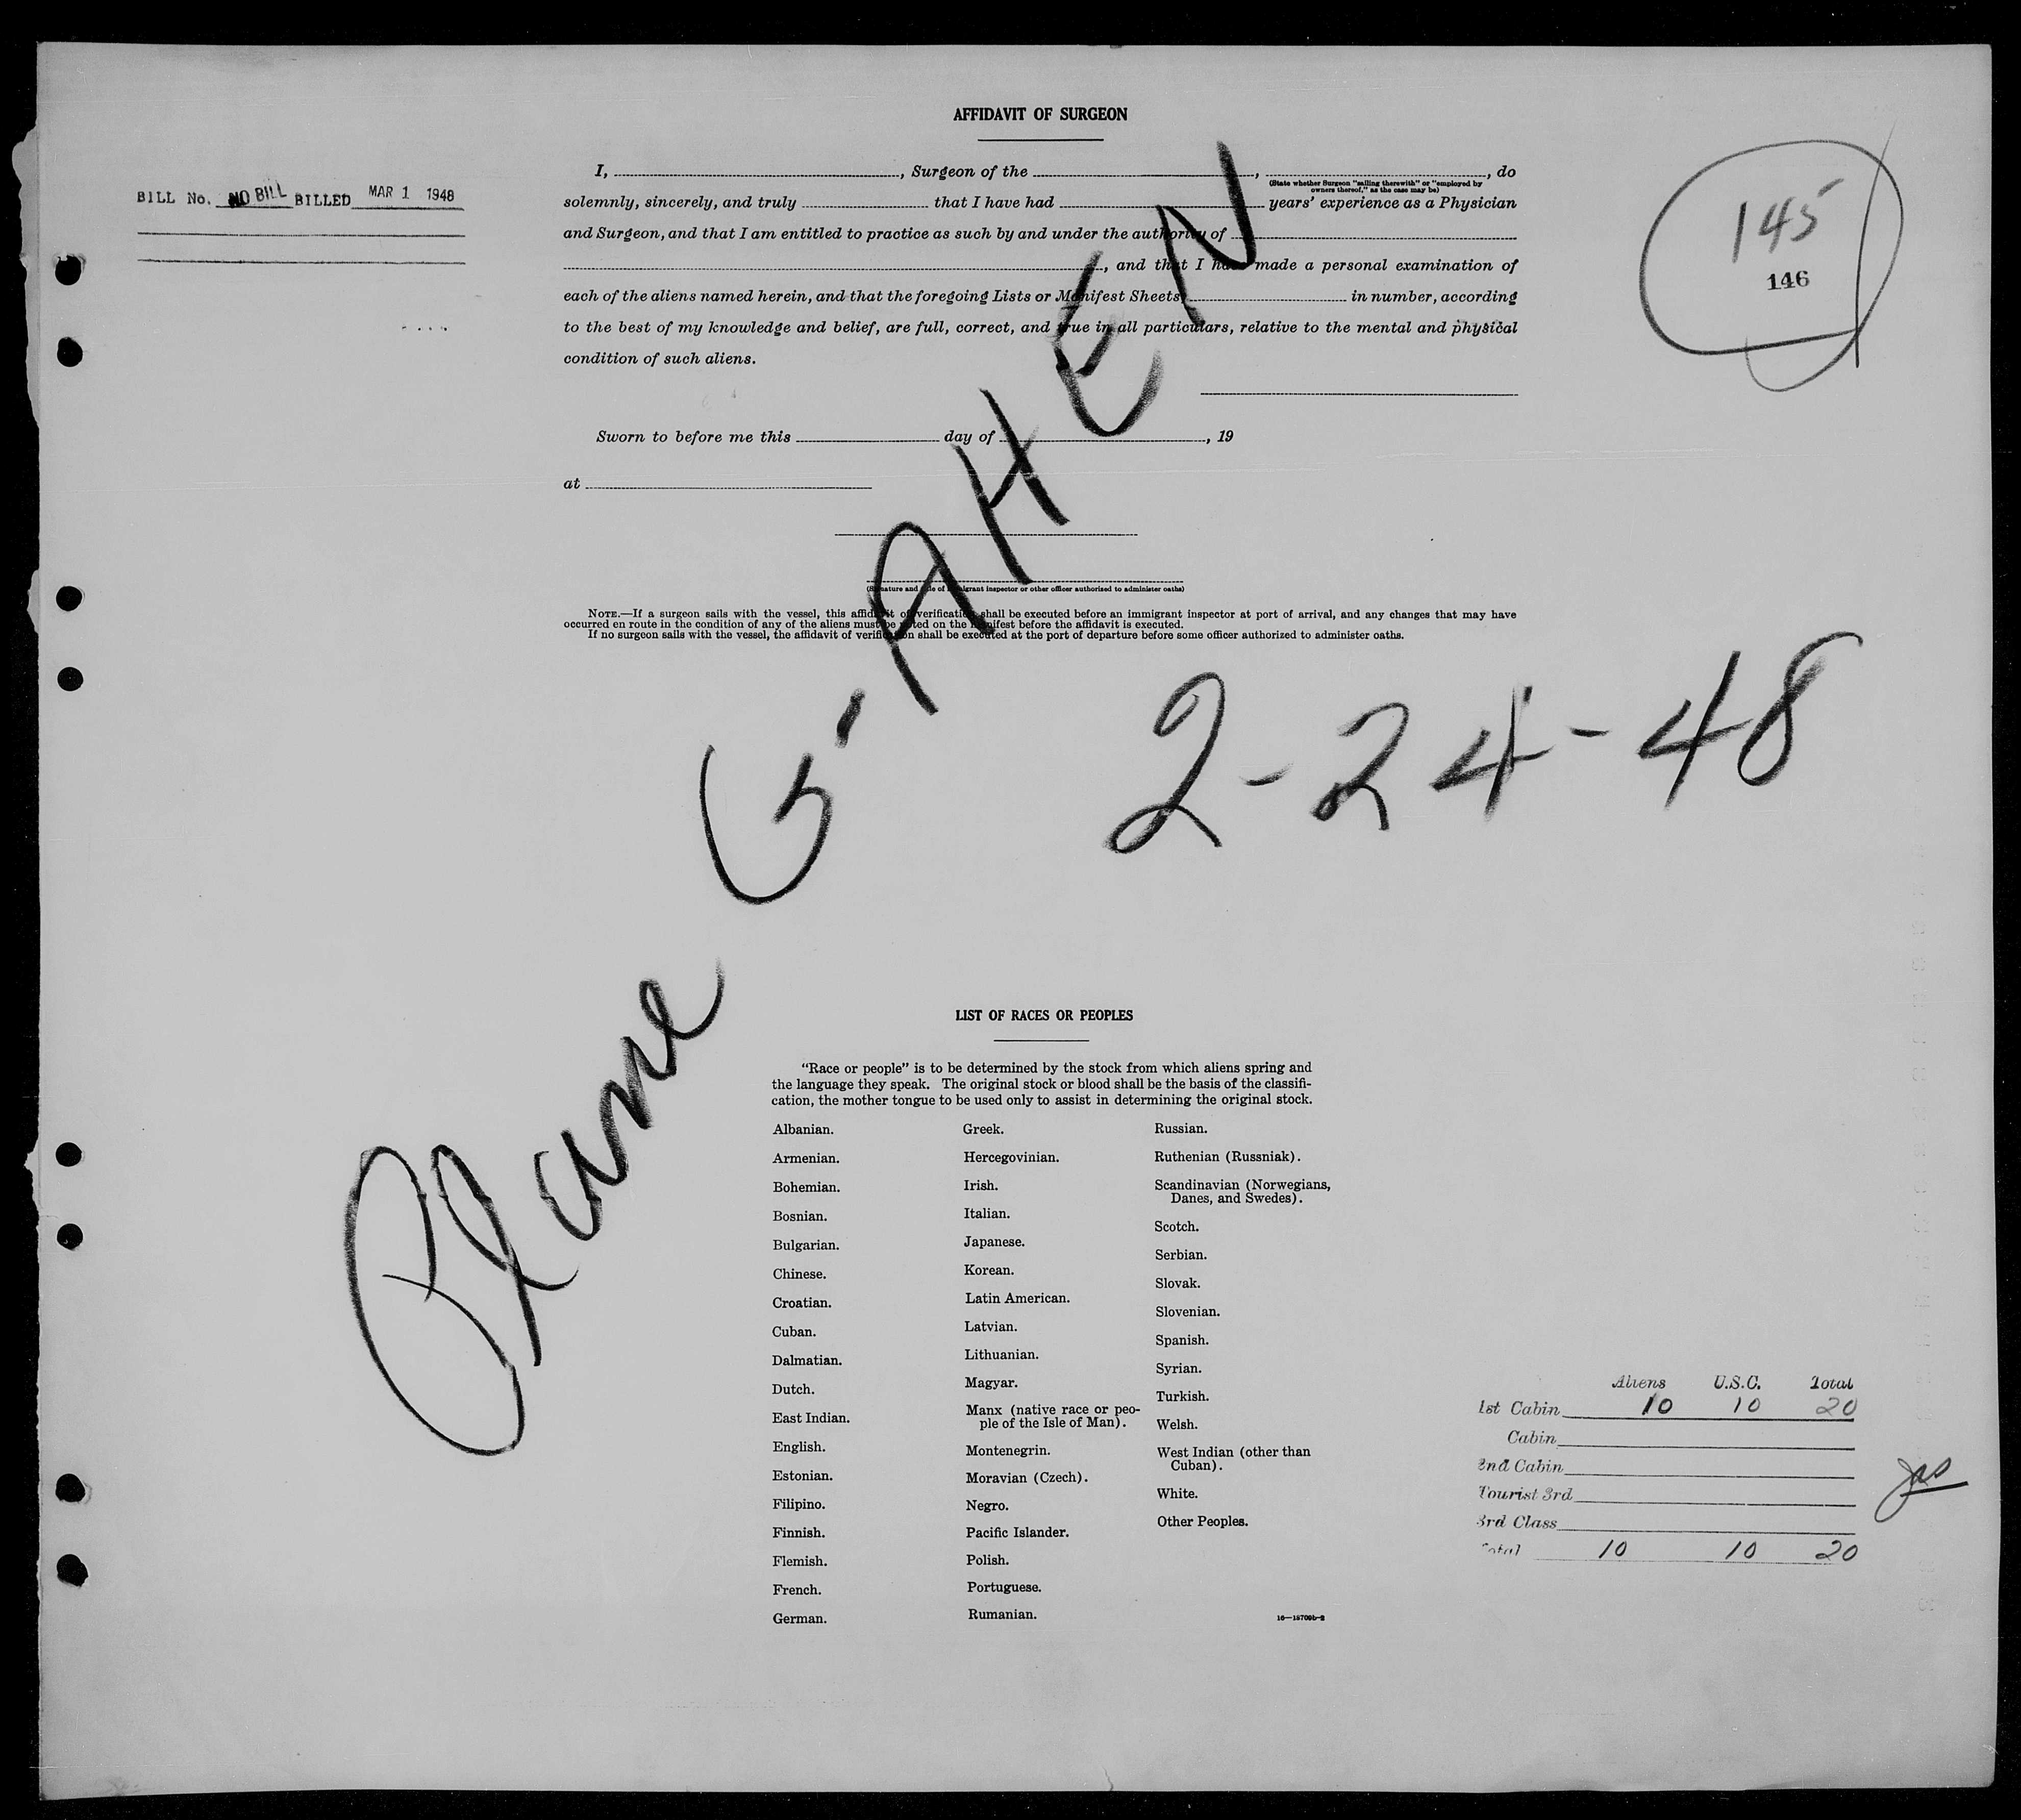 AFFIDAVIT OF SURGEON
BILL No. NO BILL BILLED MAR 1 1948
I, , Surgeon of the , , do
(State whether Surgeon "sailing therewith" or "employed by
owners thereof," as the case may be)
solemnly, sincerely, and truly that I have had years' experience as a Physician
and Surgeon, and that I am entitled to practice as such by and under the authority of
, and that I have made a personal examination of
each of the aliens named herein, and that the foregoing Lists or Manifest Sheets, in number, according
to the best of my knowledge and belief, are full, correct, and true in all particulars, relative to the mental and physical
condition of such aliens.
145
146
Sworn to before me this day of , 19
at
(Signature and title of immigrant inspector or other officer authorized to administer oaths)
NOTE.—If a surgeon sails with the vessel, this affidavit of verification shall be executed before an immigrant inspector at port of arrival, and any changes that may have
occurred en route in the condition of any of the aliens must be noted on the manifest before the affidavit is executed.
If no surgeon sails with the vessel, the affidavit of verification shall be executed at the port of departure before some officer authorized to administer oaths.
Plane G-AHEN
2-24-48
LIST OF RACES OR PEOPLES
"Race or people" is to be determined by the stock from which aliens spring and
the language they speak. The original stock or blood shall be the basis of the classifi-
cation, the mother tongue to be used only to assist in determining the original stock.
Albanian.
Armenian.
Bohemian.
Bosnian.
Bulgarian.
Chinese.
Croatian.
Cuban.
Dalmatian.
Dutch.
East Indian.
English.
Estonian.
Filipino.
Finnish.
Flemish.
French.
German.
Greek.
Hercegovinian.
Irish.
Italian.
Japanese.
Korean.
Latin American.
Latvian.
Lithuanian.
Magyar.
Manx (native race or peo-
ple of the Isle of Man).
Montenegrin.
Moravian (Czech).
Negro.
Pacific Islander.
Polish.
Portuguese.
Rumanian.
Russian.
Ruthenian (Russniak).
Scandinavian (Norwegians,
Danes, and Swedes).
Scotch.
Serbian.
Slovak.
Slovenian.
Spanish.
Syrian.
Turkish.
Welsh.
West Indian (other than
Cuban).
White.
Other Peoples.
Aliens U.S.C. Total
1st Cabin 10 10 20
Cabin
2nd Cabin
Tourist 3rd
3rd Class
Total 10 10 20